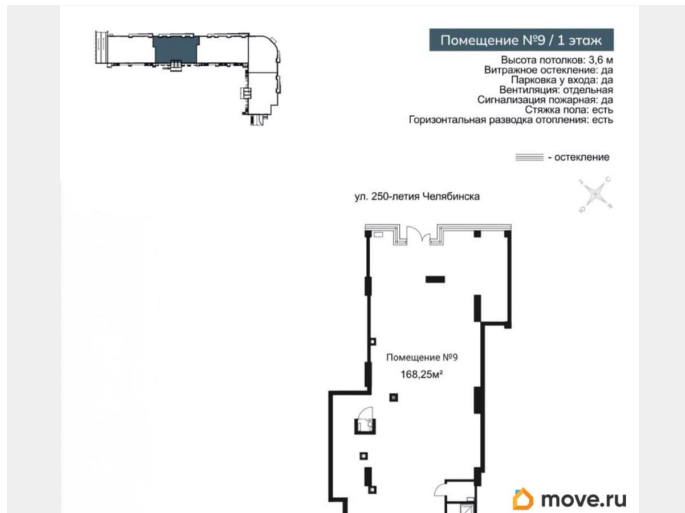 Помещение №9 / 1 этаж
Высота потолков: 3,6 м
Витражное остекление: да
Парковка у входа: да
Вентиляция: отдельная
Сигнализация пожарная: да
Стяжка пола: есть
Горизонтальная разводка отопления: есть
- остекление
ул. 250-летия Челябинска
Помещение №9
168,25м²
move.ru